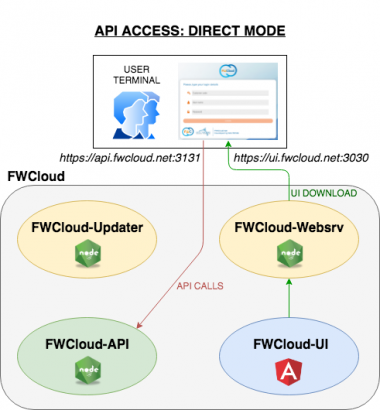 API ACCESS: DIRECT MODE
USER
TERMINAL
FWCloud
https://api.fwcloud.net:3131
https://ui.fwcloud.net:3030
FWCloud
UI DOWNLOAD
FWCloud-Updater
node
FWCloud-Websrv
node
API CALLS
FWCloud-API
node
FWCloud-UI
A